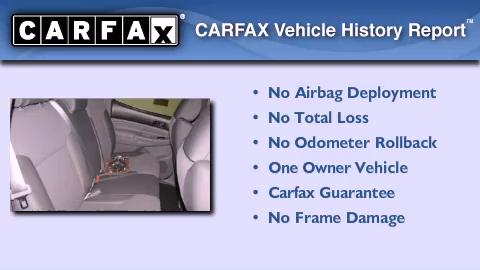 CARFAX® CARFAX Vehicle History Report™
• No Airbag Deployment
• No Total Loss
• No Odometer Rollback
• One Owner Vehicle
• Carfax Guarantee
• No Frame Damage